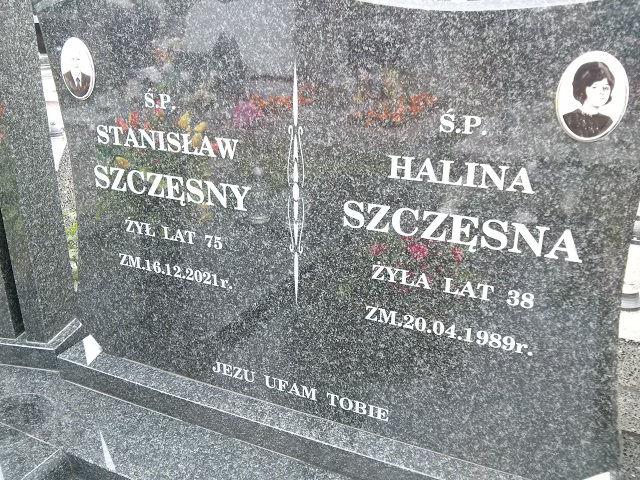 Ś.P.
STANISŁAW
SZCZĘSNY
ŻYŁ LAT 75
ZM.16.12.2021r.
Ś.P.
HALINA
SZCZĘSNA
ŻYŁA LAT 38
ZM.20.04.1989r.
JEZU UFAM TOBIE